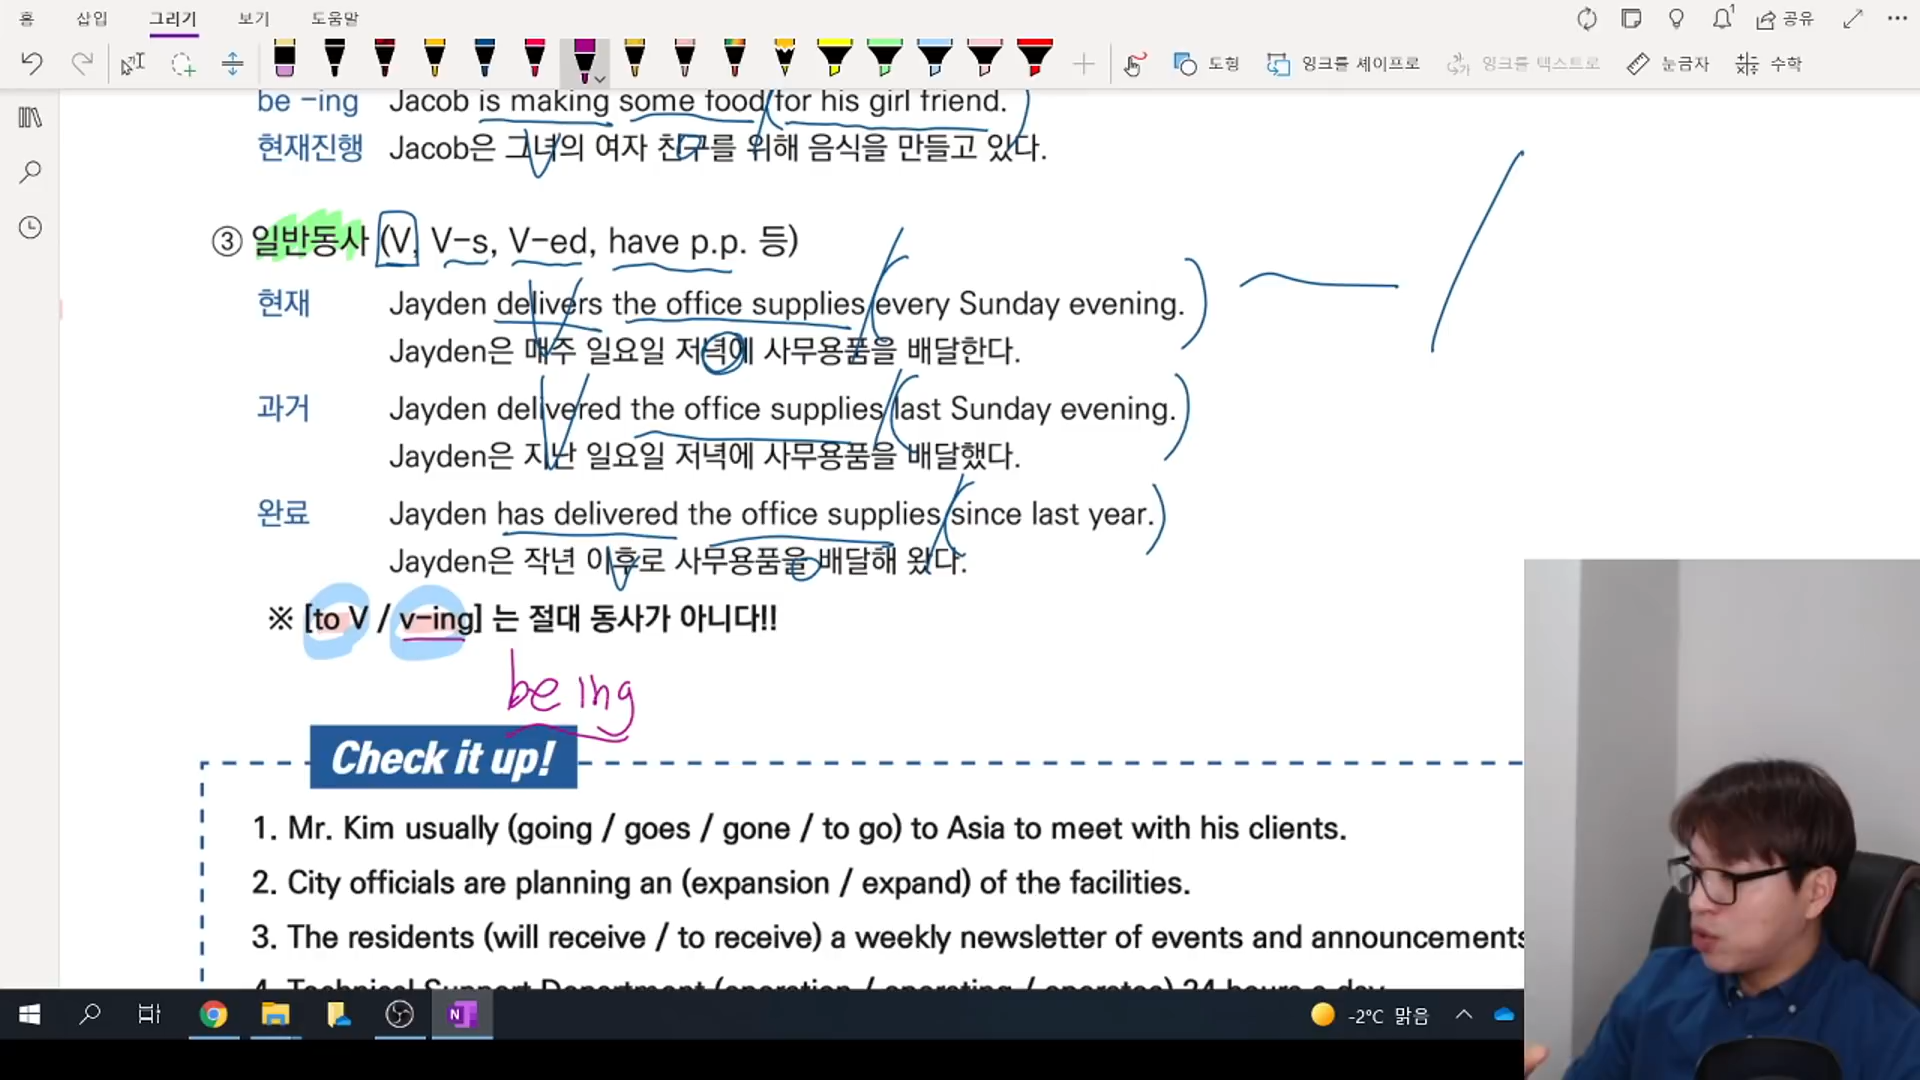 홈 삽입 그리기 보기 도움말
공유
도형 잉크를 셰이프로 잉크를 텍스트로 눈금자 수학
be -ing Jacob is making some food for his girl friend.
현재진행 Jacob은 그녀의 여자 친구를 위해 음식을 만들고 있다.
③ 일반동사 (V, V-s, V-ed, have p.p. 등)
현재 Jayden delivers the office supplies every Sunday evening.
Jayden은 매주 일요일 저녁에 사무용품을 배달한다.
과거 Jayden delivered the office supplies last Sunday evening.
Jayden은 지난 일요일 저녁에 사무용품을 배달했다.
완료 Jayden has delivered the office supplies since last year.
Jayden은 작년 이후로 사무용품을 배달해 왔다.
※ [to V / v-ing] 는 절대 동사가 아니다!!
being
Check it up!
1. Mr. Kim usually (going / goes / gone / to go) to Asia to meet with his clients.
2. City officials are planning an (expansion / expand) of the facilities.
3. The residents (will receive / to receive) a weekly newsletter of events and announcements
4. Technical Support Department (operation / operating / operates) 24 hours a day
-2°C 맑음